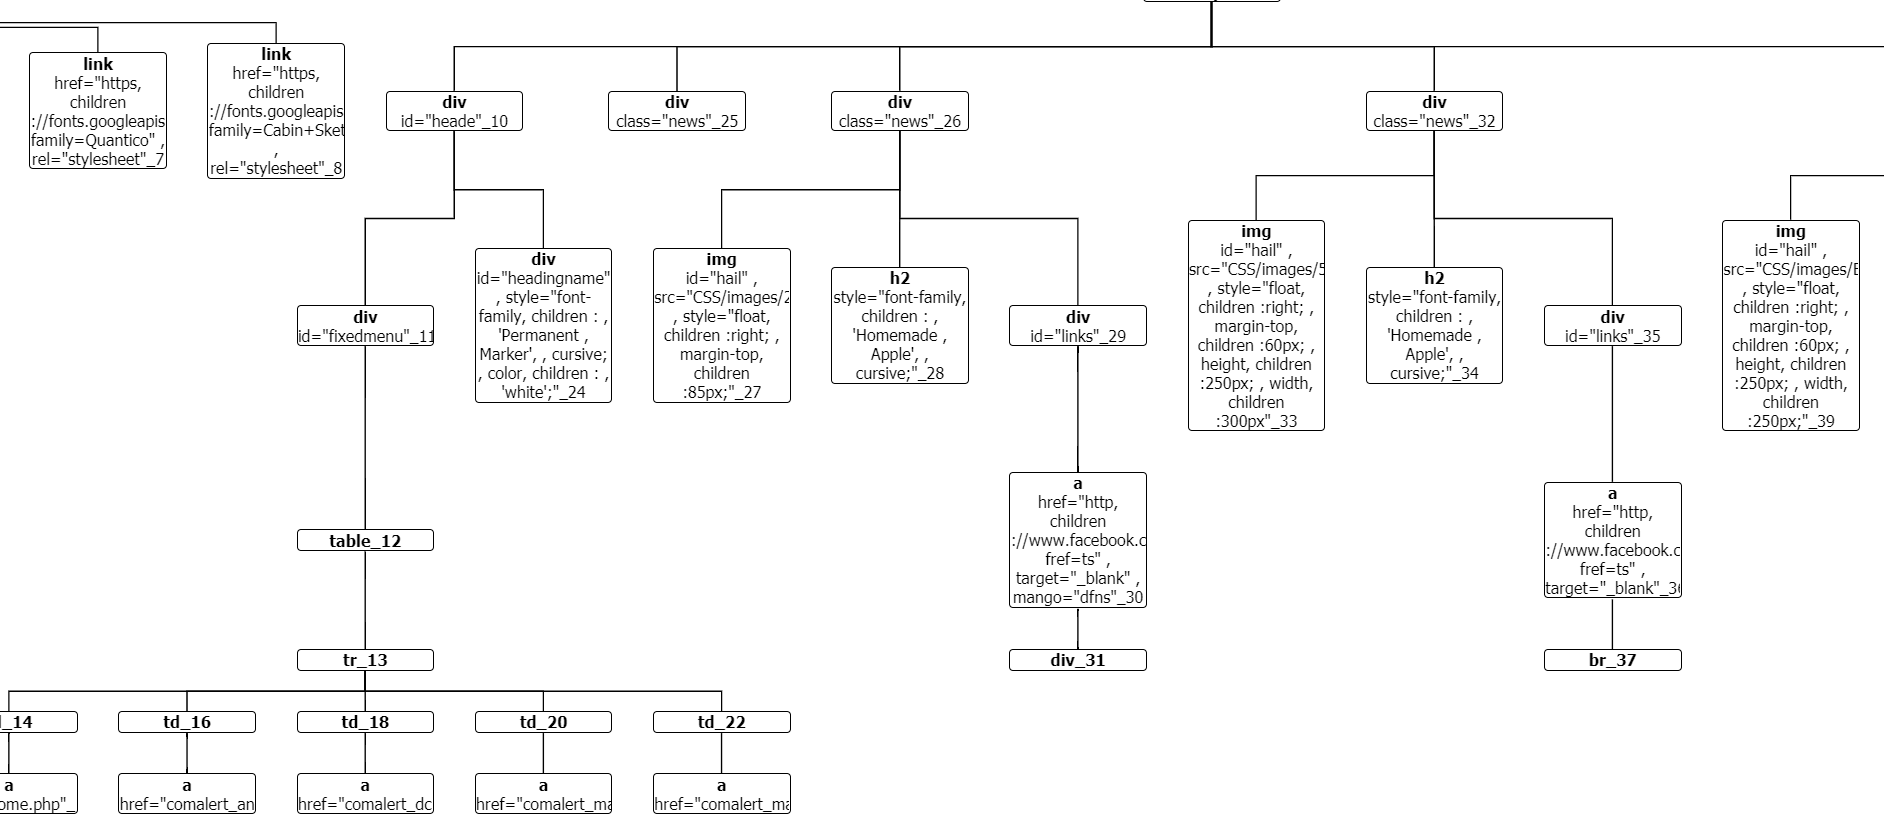 link
href="https,
children
://fonts.googleapis
family=Quantico" ,
rel="stylesheet"_7
link
href="https,
children
://fonts.googleapis
family=Cabin+Sket
,
rel="stylesheet"_8
div
id="heade"_10
div
class="news"_25
div
class="news"_26
div
class="news"_32
div
id="fixedmenu"_11
div
id="headingname"
, style="font-
family, children : ,
'Permanent ,
Marker', , cursive;
, color, children : ,
'white';"_24
img
id="hail" ,
src="CSS/images/2
, style="float,
children :right; ,
margin-top,
children
:85px;"_27
h2
style="font-family,
children : ,
'Homemade ,
Apple', ,
cursive;"_28
div
id="links"_29
img
id="hail" ,
src="CSS/images/5
, style="float,
children :right; ,
margin-top,
children :60px; ,
height, children
:250px; , width,
children
:300px"_33
h2
style="font-family,
children : ,
'Homemade ,
Apple', ,
cursive;"_34
div
id="links"_35
img
id="hail" ,
src="CSS/images/E
, style="float,
children :right; ,
margin-top,
children :60px; ,
height, children
:250px; , width,
children
:250px;"_39
a
href="http,
children
://www.facebook.c
fref=ts" ,
target="_blank" ,
mango="dfns"_30
a
href="http,
children
://www.facebook.c
fref=ts" ,
target="_blank"_36
table_12
tr_13
div_31
br_37
_14
td_16
td_18
td_20
td_22
a
ome.php"_
a
href="comalert_an
a
href="comalert_dc
a
href="comalert_ma
a
href="comalert_ma